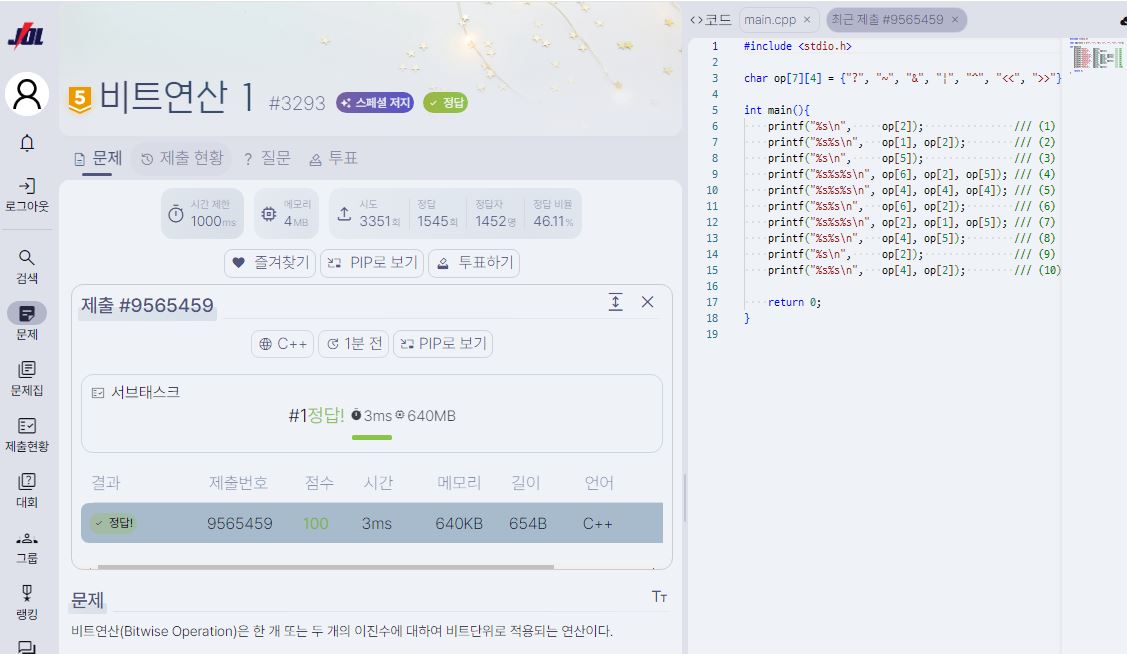 JOL
로그아웃
검색
문제
문제집
제출현황
대회
그룹
랭킹
5 비트연산 1 #3293 스페셜 저지 정답
문제 제출 현황 ? 질문 투표
시간 제한 메모리 시도 정답 정답자 정답 비율
1000ms 4MB 3351회 1545회 1452명 46.11%
즐겨찾기 PIP로 보기 투표하기
제출 #9565459
C++ 1분 전 PIP로 보기
서브태스크
#1정답! 3ms 640MB
결과 제출번호 점수 시간 메모리 길이 언어
정답! 9565459 100 3ms 640KB 654B C++
문제 TT
비트연산(Bitwise Operation)은 한 개 또는 두 개의 이진수에 대하여 비트단위로 적용되는 연산이다.
<>코드 main.cpp × 최근 제출 #9565459 ×
1 #include <stdio.h>
2
3 char op[7][4] = {"?", "~", "&", "|", "^", "<<", ">>"}
4
5 int main(){
6 printf("%s\n", op[2]); /// (1)
7 printf("%s%s\n", op[1], op[2]); /// (2)
8 printf("%s\n", op[5]); /// (3)
9 printf("%s%s%s\n", op[6], op[2], op[5]); /// (4)
10 printf("%s%s%s\n", op[4], op[4], op[4]); /// (5)
11 printf("%s%s\n", op[6], op[2]); /// (6)
12 printf("%s%s%s\n", op[2], op[1], op[5]); /// (7)
13 printf("%s%s\n", op[4], op[5]); /// (8)
14 printf("%s\n", op[2]); /// (9)
15 printf("%s%s\n", op[4], op[2]); /// (10)
16
17 return 0;
18 }
19